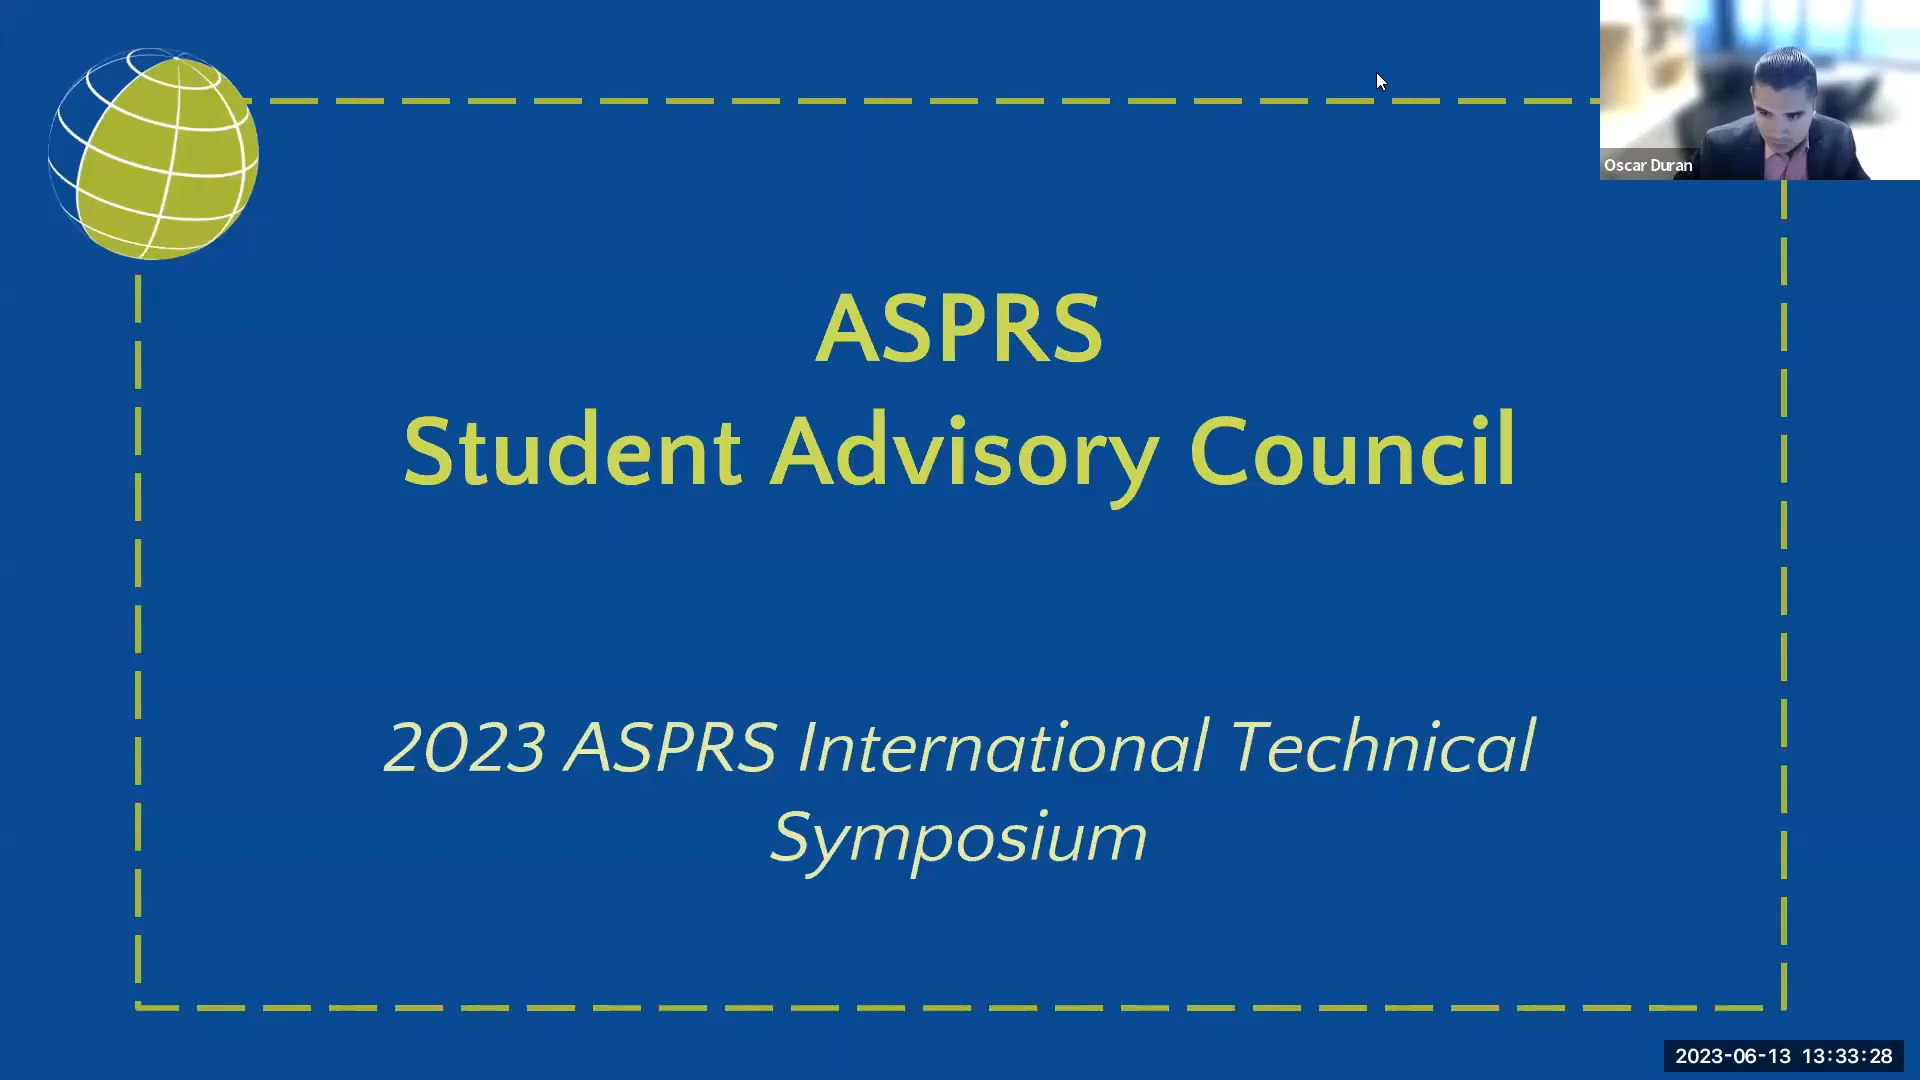 Oscar Duran
ASPRS
Student Advisory Council
2023 ASPRS International Technical
Symposium
2023-06-13 13:33:28